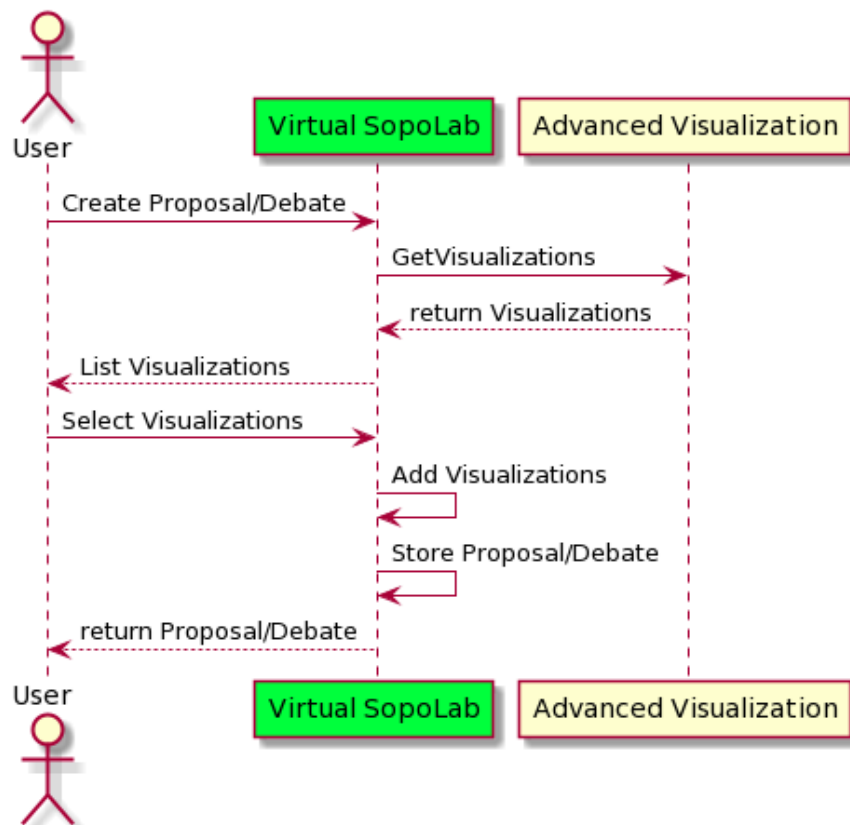 User
Virtual SopoLab
Advanced Visualization
Create Proposal/Debate
GetVisualizations
return Visualizations
List Visualizations
Select Visualizations
Add Visualizations
Store Proposal/Debate
return Proposal/Debate
User
Virtual SopoLab
Advanced Visualization